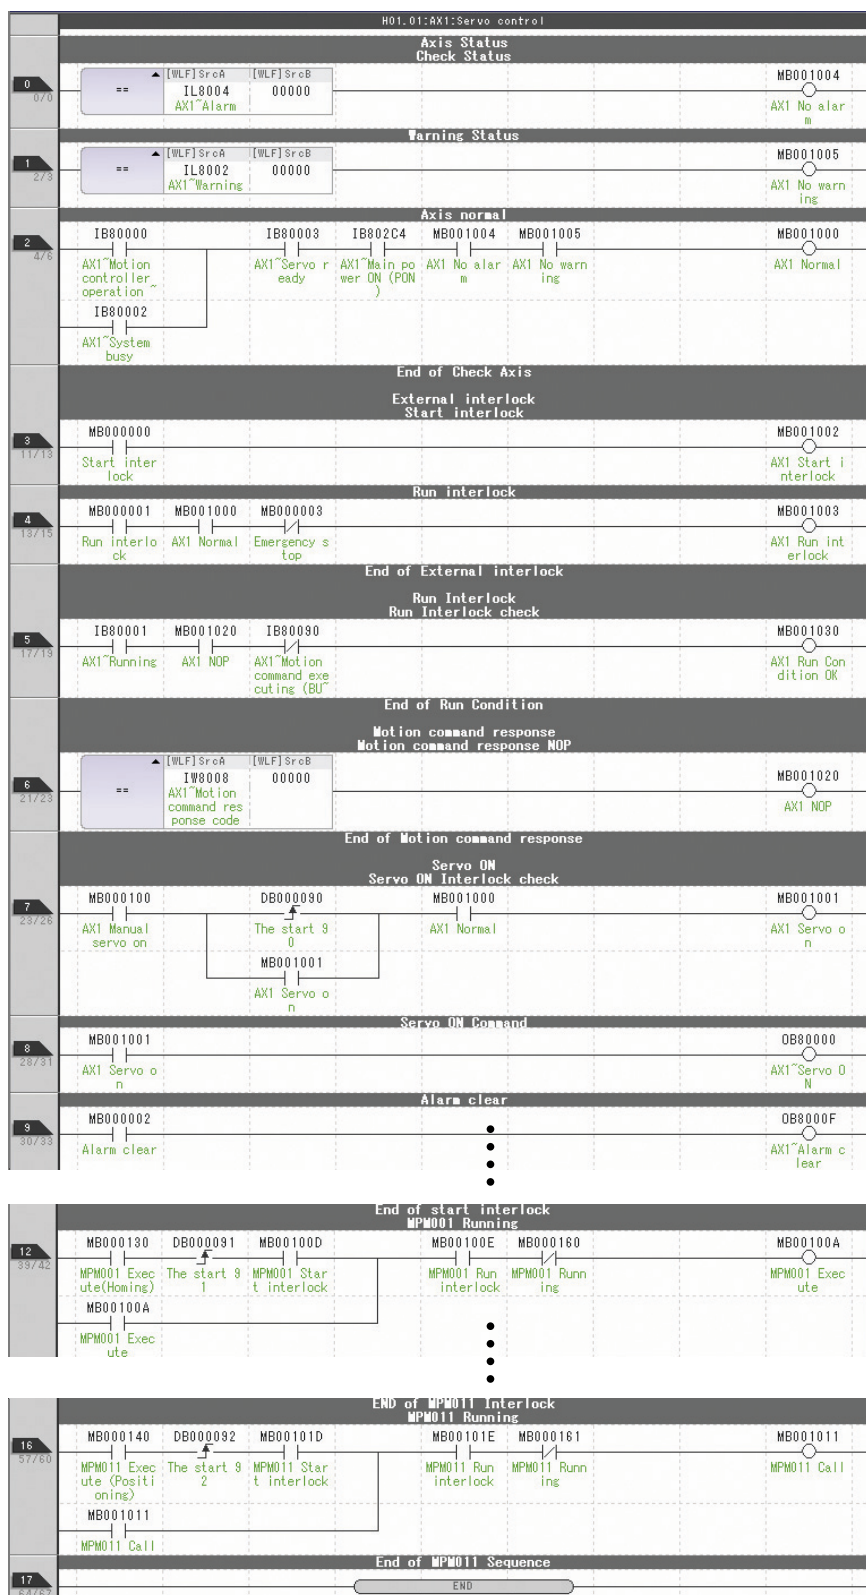 H01.01:AX1:Servo control
Axis Status
Check Status
0
0/0
== [WLF]SrcA [WLF]SrcB
IL8004 00000
AX1~Alarm
MB001004
AX1 No alar
m
Warning Status
1
2/3
== [WLF]SrcA [WLF]SrcB
IL8002 00000
AX1~Warning
MB001005
AX1 No warn
ing
Axis normal
2
4/6
IB80000 IB80003 IB802C4 MB001004 MB001005 MB001000
AX1~Motion AX1~Servo r AX1~Main po AX1 No alar AX1 No warn AX1 Normal
controller eady wer ON (PON m ing
operation ~ )
IB80002
AX1~System
busy
End of Check Axis
External interlock
Start interlock
3
11/13
MB000000 MB001002
Start inter AX1 Start i
lock nterlock
Run interlock
4
13/15
MB000001 MB001000 MB000003 MB001003
Run interlo AX1 Normal Emergency s AX1 Run int
ck top erlock
End of External interlock
Run Interlock
Run Interlock check
5
17/19
IB80001 MB001020 IB80090 MB001030
AX1~Running AX1 NOP AX1~Motion AX1 Run Con
command exe dition OK
cuting (BU~
End of Run Condition
Motion command response
Motion command response NOP
6
21/23
== [WLF]SrcA [WLF]SrcB
IW8008 00000
AX1~Motion
command res
ponse code
MB001020
AX1 NOP
End of Motion command response
Servo ON
Servo ON Interlock check
7
23/26
MB000100 DB000090 MB001000 MB001001
AX1 Manual The start 9 AX1 Normal AX1 Servo o
servo on 0 n
MB001001
AX1 Servo o
n
Servo ON Command
8
28/31
MB001001 OB80000
AX1 Servo o AX1~Servo O
n N
Alarm clear
9
30/33
MB000002 OB8000F
Alarm clear AX1~Alarm c
lear
End of start interlock
MPM001 Running
12
39/42
MB000130 DB000091 MB00100D MB00100E MB000160 MB00100A
MPM001 Exec The start 9 MPM001 Star MPM001 Run MPM001 Runn MPM001 Exec
ute(Homing) 1 t interlock interlock ing ute
MB00100A
MPM001 Exec
ute
END of MPM011 Interlock
MPM011 Running
16
57/60
MB000140 DB000092 MB00101D MB00101E MB000161 MB001011
MPM011 Exec The start 9 MPM011 Star MPM011 Run MPM011 Runn MPM011 Call
ute (Positi 2 t interlock interlock ing
oning)
MB001011
MPM011 Call
End of MPM011 Sequence
17
64/67
END